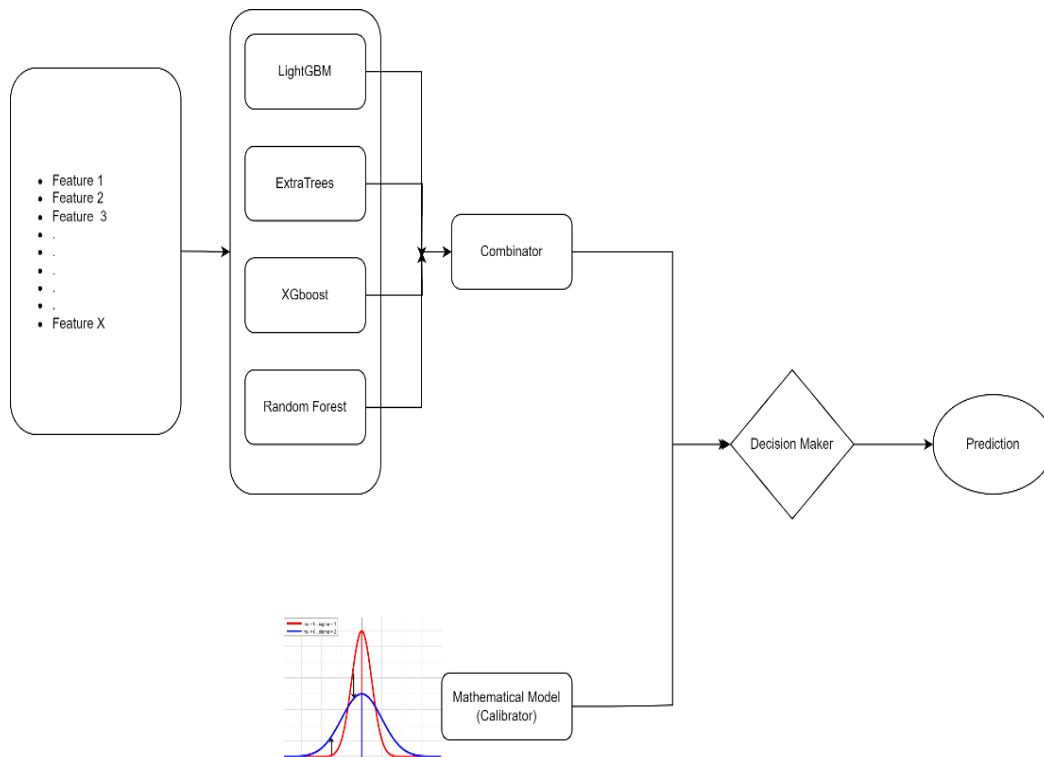 Feature 1
Feature 2
Feature 3
.
.
.
.
.
Feature X
LightGBM
ExtraTrees
XGboost
Random Forest
Combinator
Decision Maker
Prediction
Mathematical Model
(Calibrator)